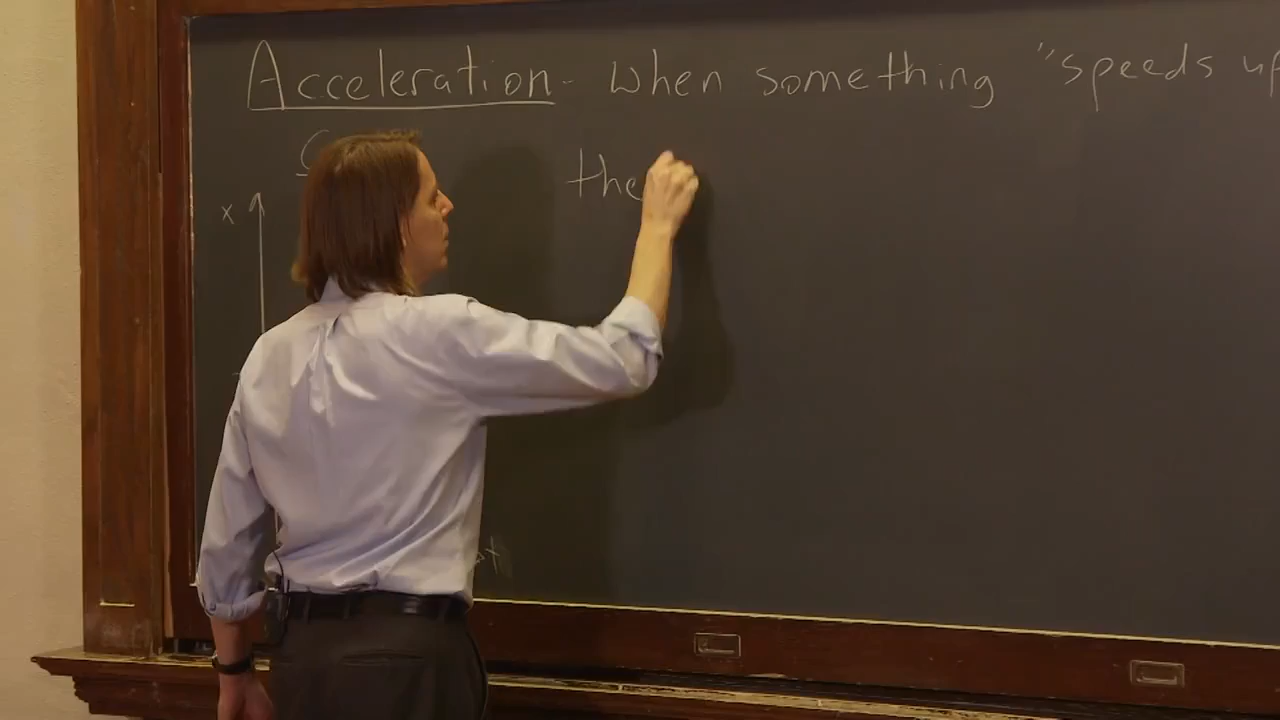 Acceleration - when something "speeds up
the
x
t